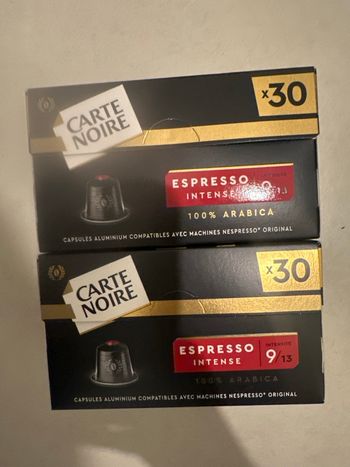 CARTE
NOIRE
x30
ESPRESSO
INTENSE
100% ARABICA
CAPSULES ALUMINIUM COMPATIBLES AVEC MACHINES NESPRESSO* ORIGINAL
CARTE
NOIRE
x30
ESPRESSO
INTENSE
INTENSITÉ
9/13
100% ARABICA
CAPSULES ALUMINIUM COMPATIBLES AVEC MACHINES NESPRESSO* ORIGINAL